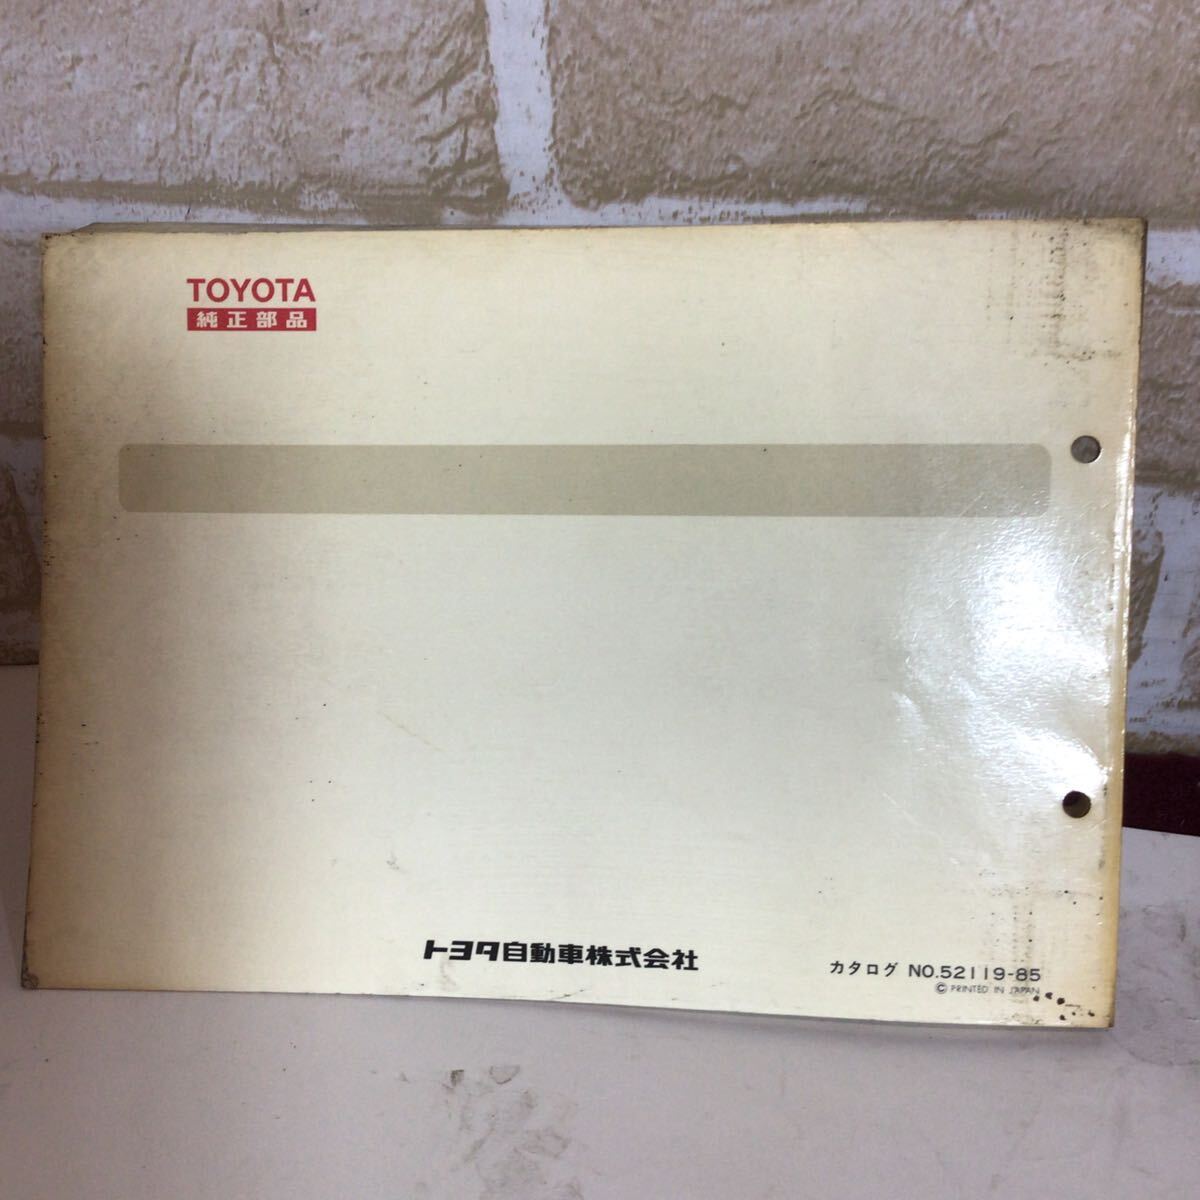 TOYOTA
純正部品
トヨタ自動車株式会社
カタログ NO.52119-85
© PRINTED IN JAPAN